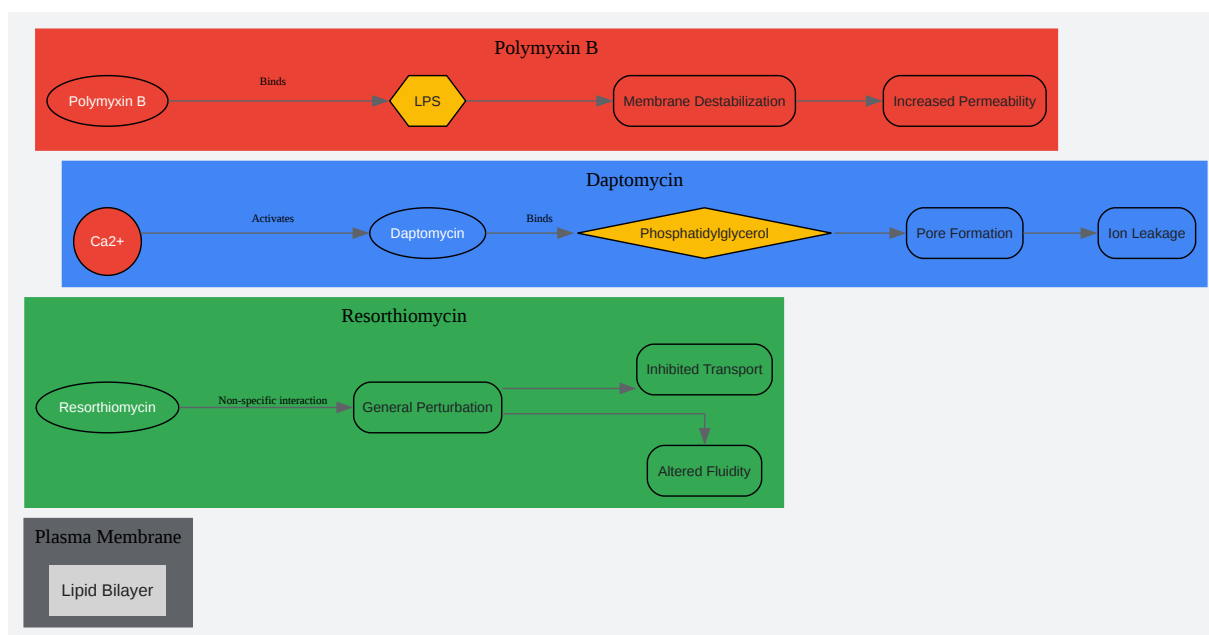 Polymyxin B
Polymyxin B
Binds
LPS
Membrane Destabilization
Increased Permeability
Daptomycin
Ca2+
Activates
Daptomycin
Binds
Phosphatidylglycerol
Pore Formation
Ion Leakage
Resorthiomycin
Resorthiomycin
Non-specific interaction
General Perturbation
Inhibited Transport
Altered Fluidity
Plasma Membrane
Lipid Bilayer